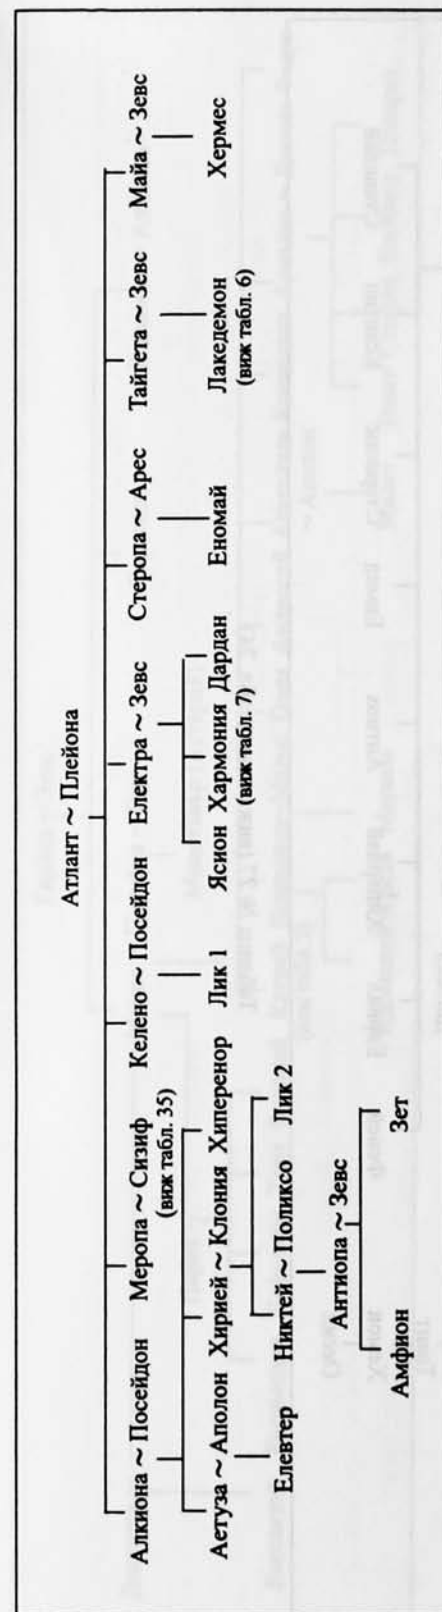 Атлант ~ Плейона
Алкиона ~ Посейдон Меропа ~ Сизиф Келено ~ Посейдон Електра ~ Зевс Стеропа ~ Арес Тайгета ~ Зевс Майа ~ Зевс
(виж табл. 35)
Аетуза ~ Аполон Хирией ~ Клония Хиперенор Лик 1 Ясион Хармония Дардан Еномай Лакедемон Хермес
(виж табл. 7) (виж табл. 6)
Елевтер Никтей ~ Поликсо Лик 2
Антиопа ~ Зевс
Амфион Зет